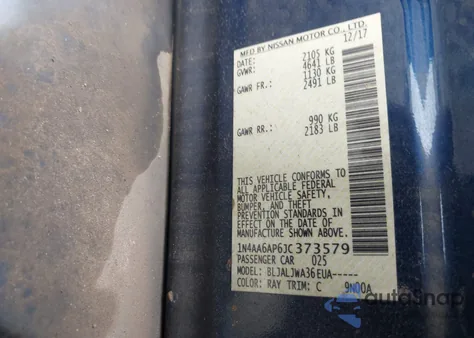 MFD BY NISSAN MOTOR CO., LTD.
DATE: 12/17
GVWR: 2105 KG
4641 LB
GAWR FR.: 1130 KG
2491 LB
GAWR RR.: 990 KG
2183 LB
THIS VEHICLE CONFORMS TO
ALL APPLICABLE FEDERAL
MOTOR VEHICLE SAFETY,
BUMPER, AND THEFT
PREVENTION STANDARDS IN
EFFECT ON THE DATE OF
MANUFACTURE SHOWN ABOVE.
1N4AA6AP6JC373579
PASSENGER CAR 025
MODEL: BLJALJWA36EUA-----
COLOR: RAY TRIM: C 9N00A
autoSnap